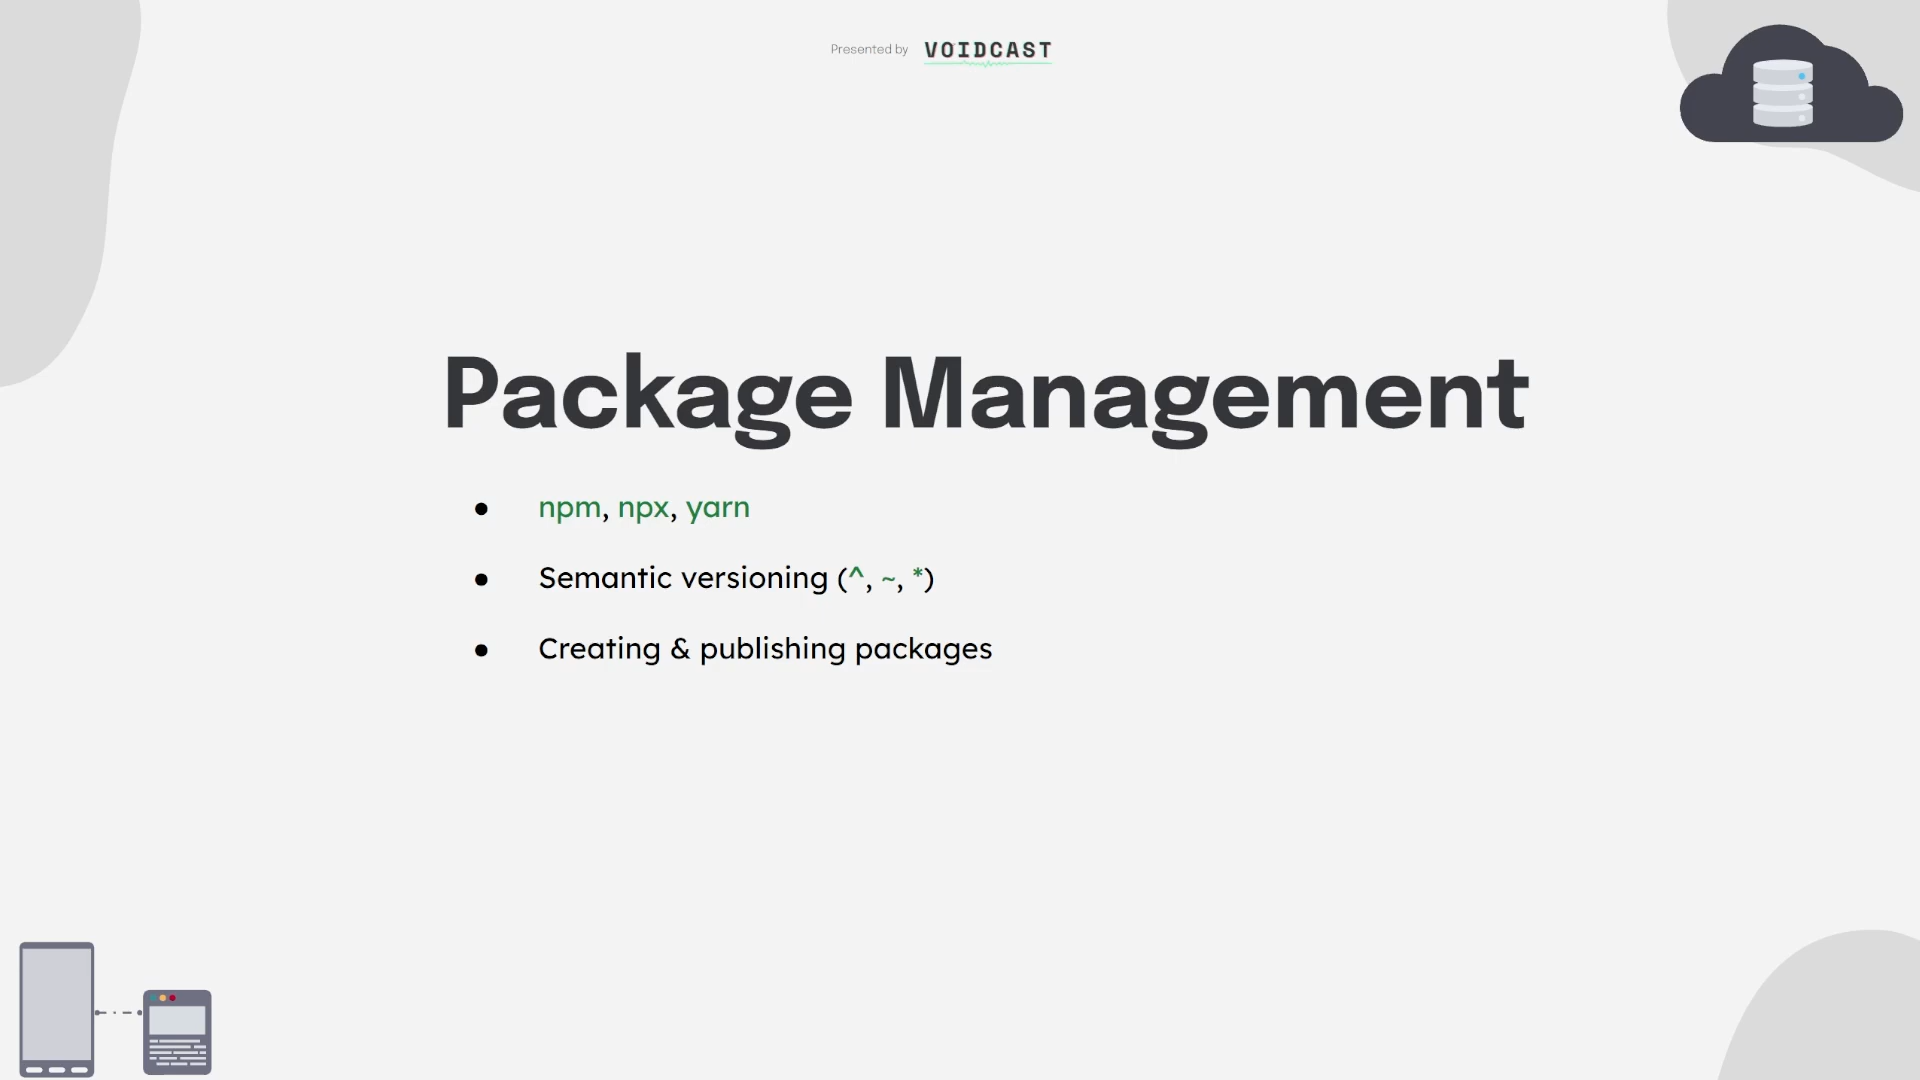 Presented by VOIDCAST
Package Management
● npm, npx, yarn
● Semantic versioning (^, ~, *)
● Creating & publishing packages